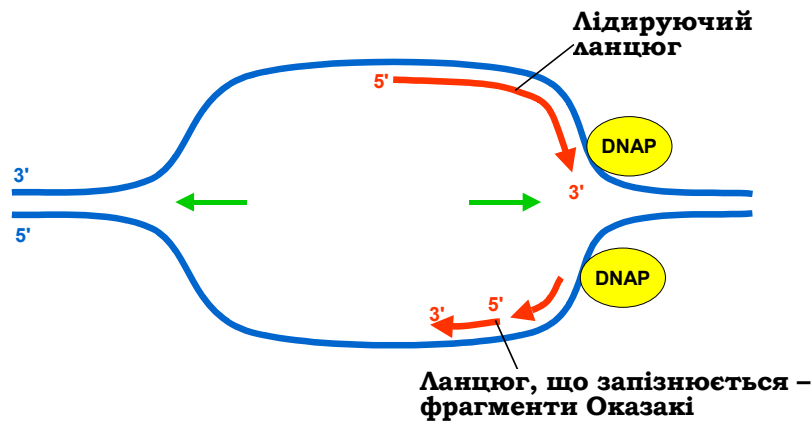 Лідируючий
ланцюг
5'
DNAP
3'
3'
5'
DNAP
3'
5'
Ланцюг, що запізнюється –
фрагменти Оказакі